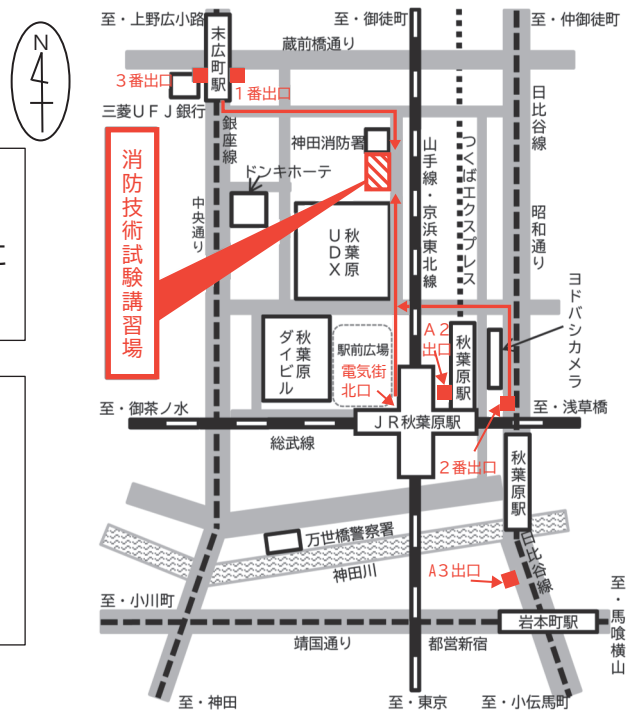 至・上野広小路
至・御徒町
至・仲御徒町
N
蔵前橋通り
末広町駅
3番出口
1番出口
三菱UFJ銀行
銀座線
神田消防署
山手線・京浜東北線
つくばエクスプレス
日比谷線
消防技術試験講習場
ドンキホーテ
中央通り
秋葉原
UDX
昭和通り
ヨドバシカメラ
秋葉原
ダイビル
駅前広場
電気街
北口
A2
出口
秋葉原駅
至・御茶ノ水
JR秋葉原駅
至・浅草橋
総武線
2番出口
秋葉原駅
万世橋警察署
神田川
日比谷線
A3出口
至・小川町
至・馬喰横山
岩本町駅
靖国通り
都営新宿
至・神田
至・東京
至・小伝馬町
に